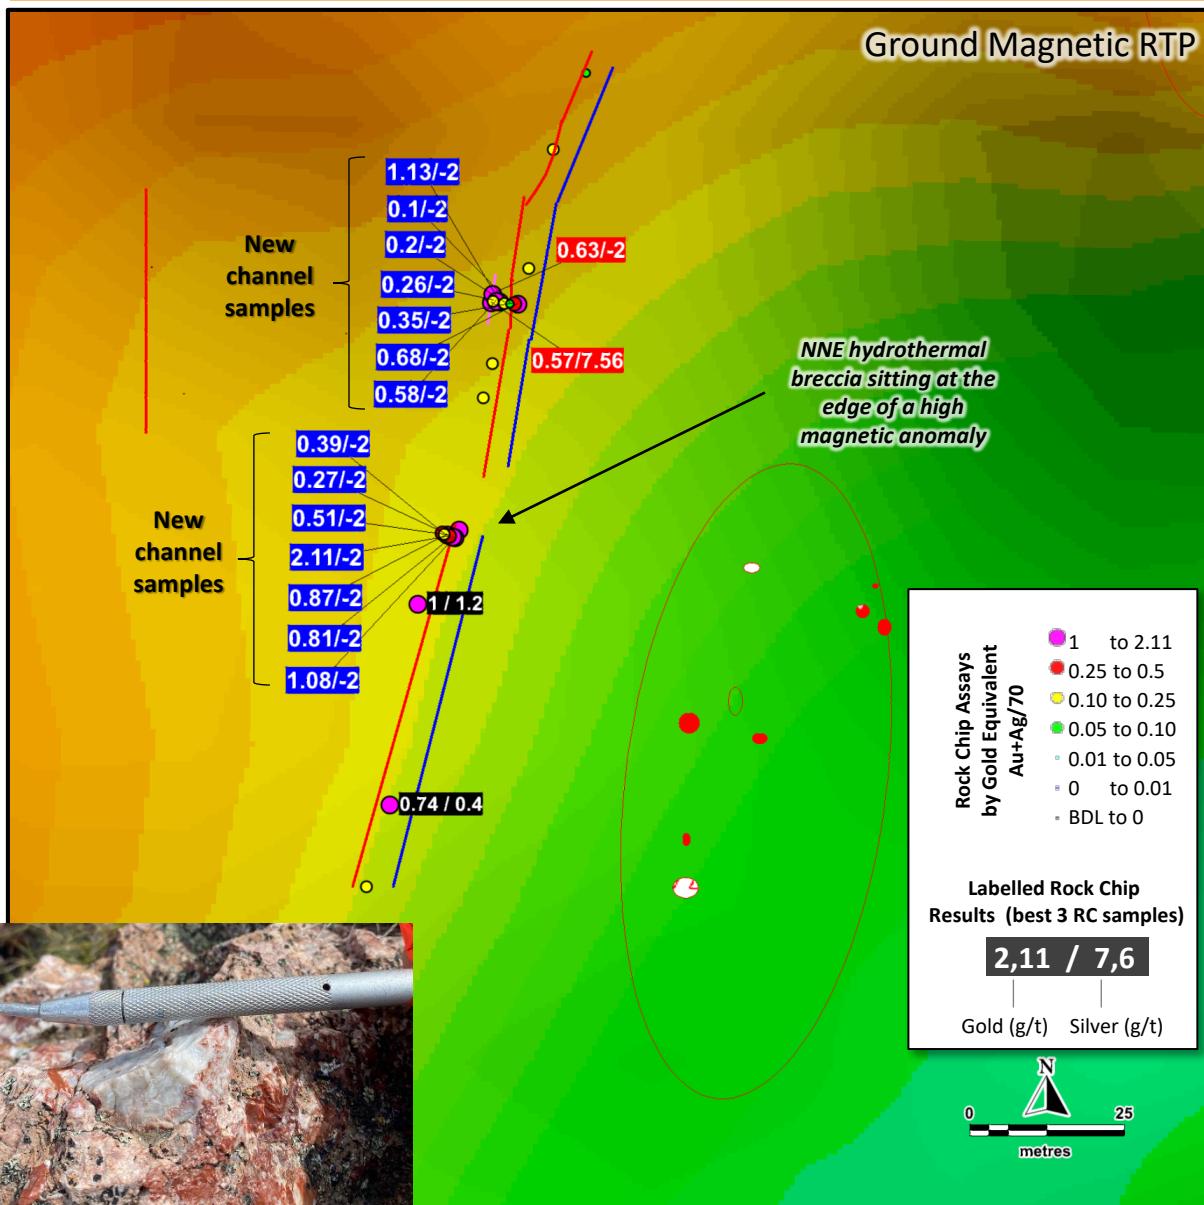 Ground Magnetic RTP
1.13/-2
0.1/-2
0.2/-2
0.26/-2
0.35/-2
0.68/-2
0.58/-2
New
channel
samples
0.63/-2
0.57/7.56
NNE hydrothermal
breccia sitting at the
edge of a high
magnetic anomaly
0.39/-2
0.27/-2
0.51/-2
2.11/-2
0.87/-2
0.81/-2
1.08/-2
New
channel
samples
1 / 1.2
0.74 / 0.4
Rock Chip Assays
by Gold Equivalent
Au+Ag/70
1 to 2.11
0.25 to 0.5
0.10 to 0.25
0.05 to 0.10
0.01 to 0.05
0 to 0.01
BDL to 0
Labelled Rock Chip
Results (best 3 RC samples)
2,11 / 7,6
Gold (g/t) Silver (g/t)
N
0 25
metres